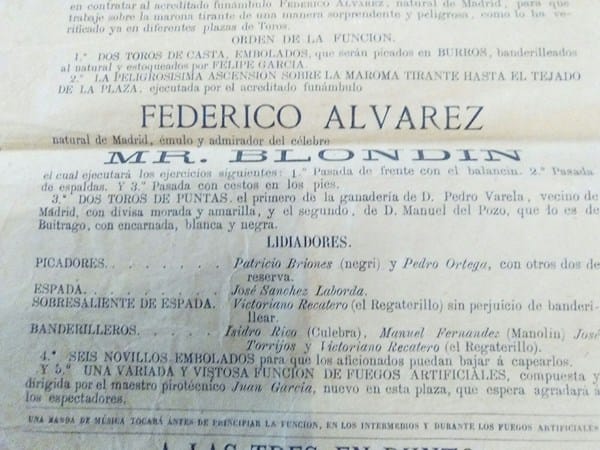 en contratar al acreditado funámbulo FEDERICO ALVAREZ, natural de Madrid, para que
trabaje sobre la marona tirante de una manera sorprendente y peligrosa, como lo ha ve-
rificado ya en diferentes plazas de Toros.
ORDEN DE LA FUNCION.
1.º DOS TOROS DE CASTA, EMBOLADOS, que serán picados en BURROS, banderilleados
al natural y estoqueados por FELIPE GARCIA.
2.º LA PELIGROSISIMA ASCENSION SOBRE LA MAROMA TIRANTE HASTA EL TEJADO
DE LA PLAZA, ejecutada por el acreditado funámbulo
FEDERICO ALVAREZ
natural de Madrid, émulo y admirador del célebre
MR. BLONDIN
el cual ejecutará los ejercicios siguientes: 1.ª Pasada de frente con el balancin. 2.ª Pasada
de espaldas. Y 3.ª Pasada con cestos en los pies.
3.º DOS TOROS DE PUNTAS. el primero de la ganadería de D. Pedro Varela, vecino de
Madrid, con divisa morada y amarilla, y el segundo, de D. Manuel del Pozo, que lo es de
Buitrago, con encarnada, blanca y negra.
LIDIADORES.
PICADORES. . . . . . . . Patricio Briones (negri) y Pedro Ortega, con otros dos de
reserva.
ESPADA. . . . . . . . . José Sanchez Laborda.
SOBRESALIENTE DE ESPADA. Victoriano Recatero (el Regaterillo) sin perjuicio de banderi-
llear.
BANDERILLEROS. . . . . . Isidro Rico (Culebra), Manuel Fernandez (Manolin) José
Torrijos y Victoriano Recatero (el Regaterillo).
4.º SEIS NOVILLOS EMBOLADOS para que los aficionados puedan bajar á capearlos.
Y 5.º UNA VARIADA Y VISTOSA FUNCION DE FUEGOS ARTIFICIALES, compuesta y
dirigida por el maestro pirotécnico Juan Garcia, nuevo en esta plaza, que espera agradará á
los espectadores.
UNA BANDA DE MÚSICA TOCARÁ ANTES DE PRINCIPIAR LA FUNCION, EN LOS INTERMEDIOS Y DURANTE LOS FUEGOS ARTIFICIALES
A LAS TRES EN PUNTO